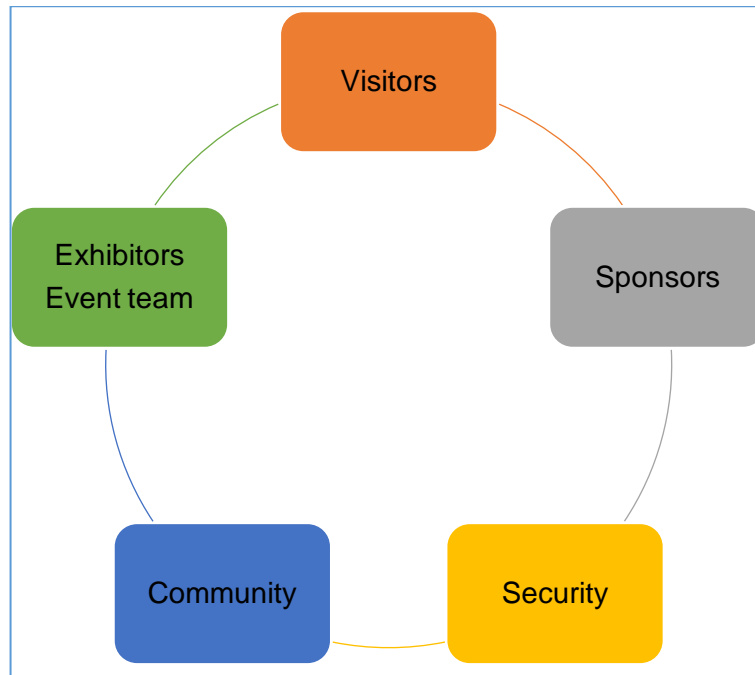 Visitors
Sponsors
Security
Community
Exhibitors
Event team